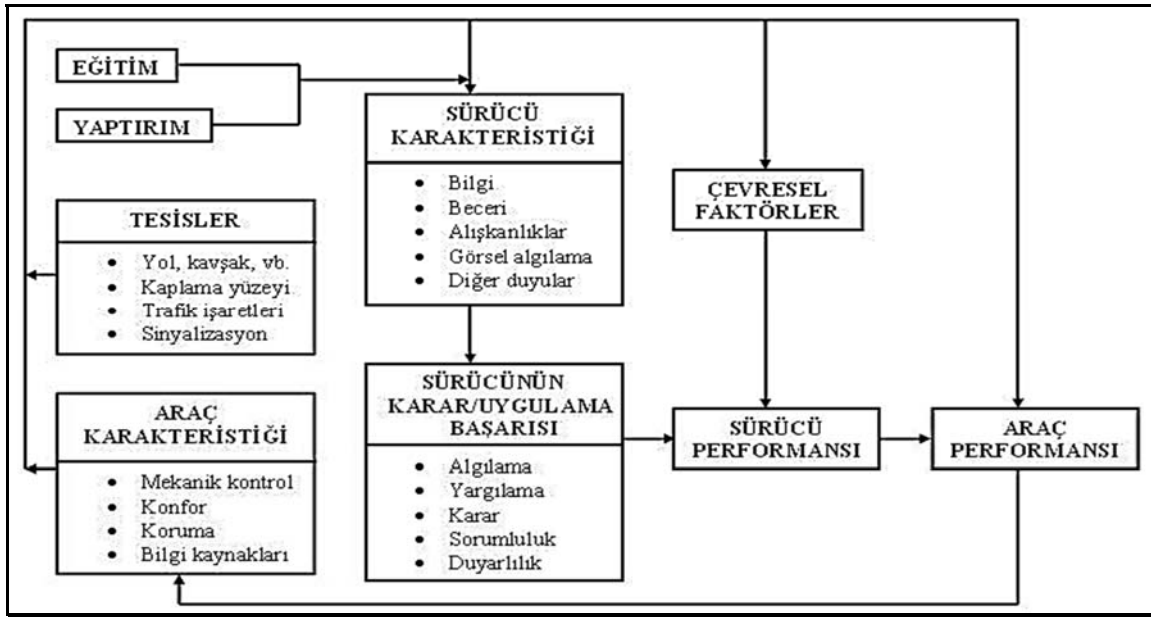 EĞİTİM
YAPTIRIM
SÜRÜCÜ
KARAKTERİSTİĞİ
• Bilgi
• Beceri
• Alışkanlıklar
• Görsel algılama
• Diğer duyular
ÇEVRESEL
FAKTÖRLER
TESİSLER
• Yol, kavşak, vb.
• Kaplama yüzeyi
• Trafik işaretleri
• Sinyalizasyon
ARAÇ
KARAKTERİSTİĞİ
• Mekanik kontrol
• Konfor
• Koruma
• Bilgi kaynakları
SÜRÜCÜNÜN
KARAR/UYGULAMA
BAŞARISI
• Algılama
• Yargılama
• Karar
• Sorumluluk
• Duyarlılık
SÜRÜCÜ
PERFORMANSI
ARAÇ
PERFORMANSI